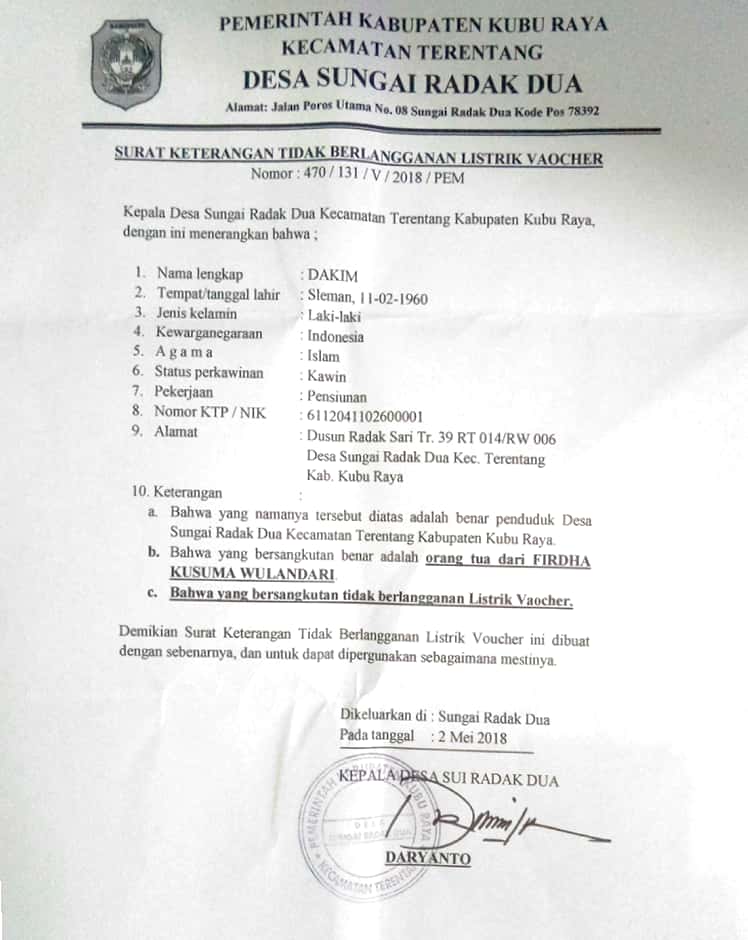 PEMERINTAH KABUPATEN KUBU RAYA
KECAMATAN TERENTANG
DESA SUNGAI RADAK DUA
Alamat: Jalan Poros Utama No. 08 Sungai Radak Dua Kode Pos 78392
SURAT KETERANGAN TIDAK BERLANGGANAN LISTRIK VAOCHER
Nomor : 470 / 131 / V / 2018 / PEM
Kepala Desa Sungai Radak Dua Kecamatan Terentang Kabupaten Kubu Raya,
dengan ini menerangkan bahwa ;
1. Nama lengkap : DAKIM
2. Tempat/tanggal lahir : Sleman, 11-02-1960
3. Jenis kelamin : Laki-laki
4. Kewarganegaraan : Indonesia
5. A g a m a : Islam
6. Status perkawinan : Kawin
7. Pekerjaan : Pensiunan
8. Nomor KTP / NIK : 6112041102600001
9. Alamat : Dusun Radak Sari Tr. 39 RT 014/RW 006
Desa Sungai Radak Dua Kec. Terentang
Kab. Kubu Raya
10. Keterangan :
a. Bahwa yang namanya tersebut diatas adalah benar penduduk Desa
Sungai Radak Dua Kecamatan Terentang Kabupaten Kubu Raya.
b. Bahwa yang bersangkutan benar adalah orang tua dari FIRDHA
KUSUMA WULANDARI.
c. Bahwa yang bersangkutan tidak berlangganan Listrik Vaocher.
Demikian Surat Keterangan Tidak Berlangganan Listrik Voucher ini dibuat
dengan sebenarnya, dan untuk dapat dipergunakan sebagaimana mestinya.
Dikeluarkan di : Sungai Radak Dua
Pada tanggal : 2 Mei 2018
KEPALA DESA SUI RADAK DUA
PEMERINTAH KABUPATEN KUBU RAYA
DESA
SUNGAI RADAK DUA
KECAMATAN TERENTANG
DARYANTO